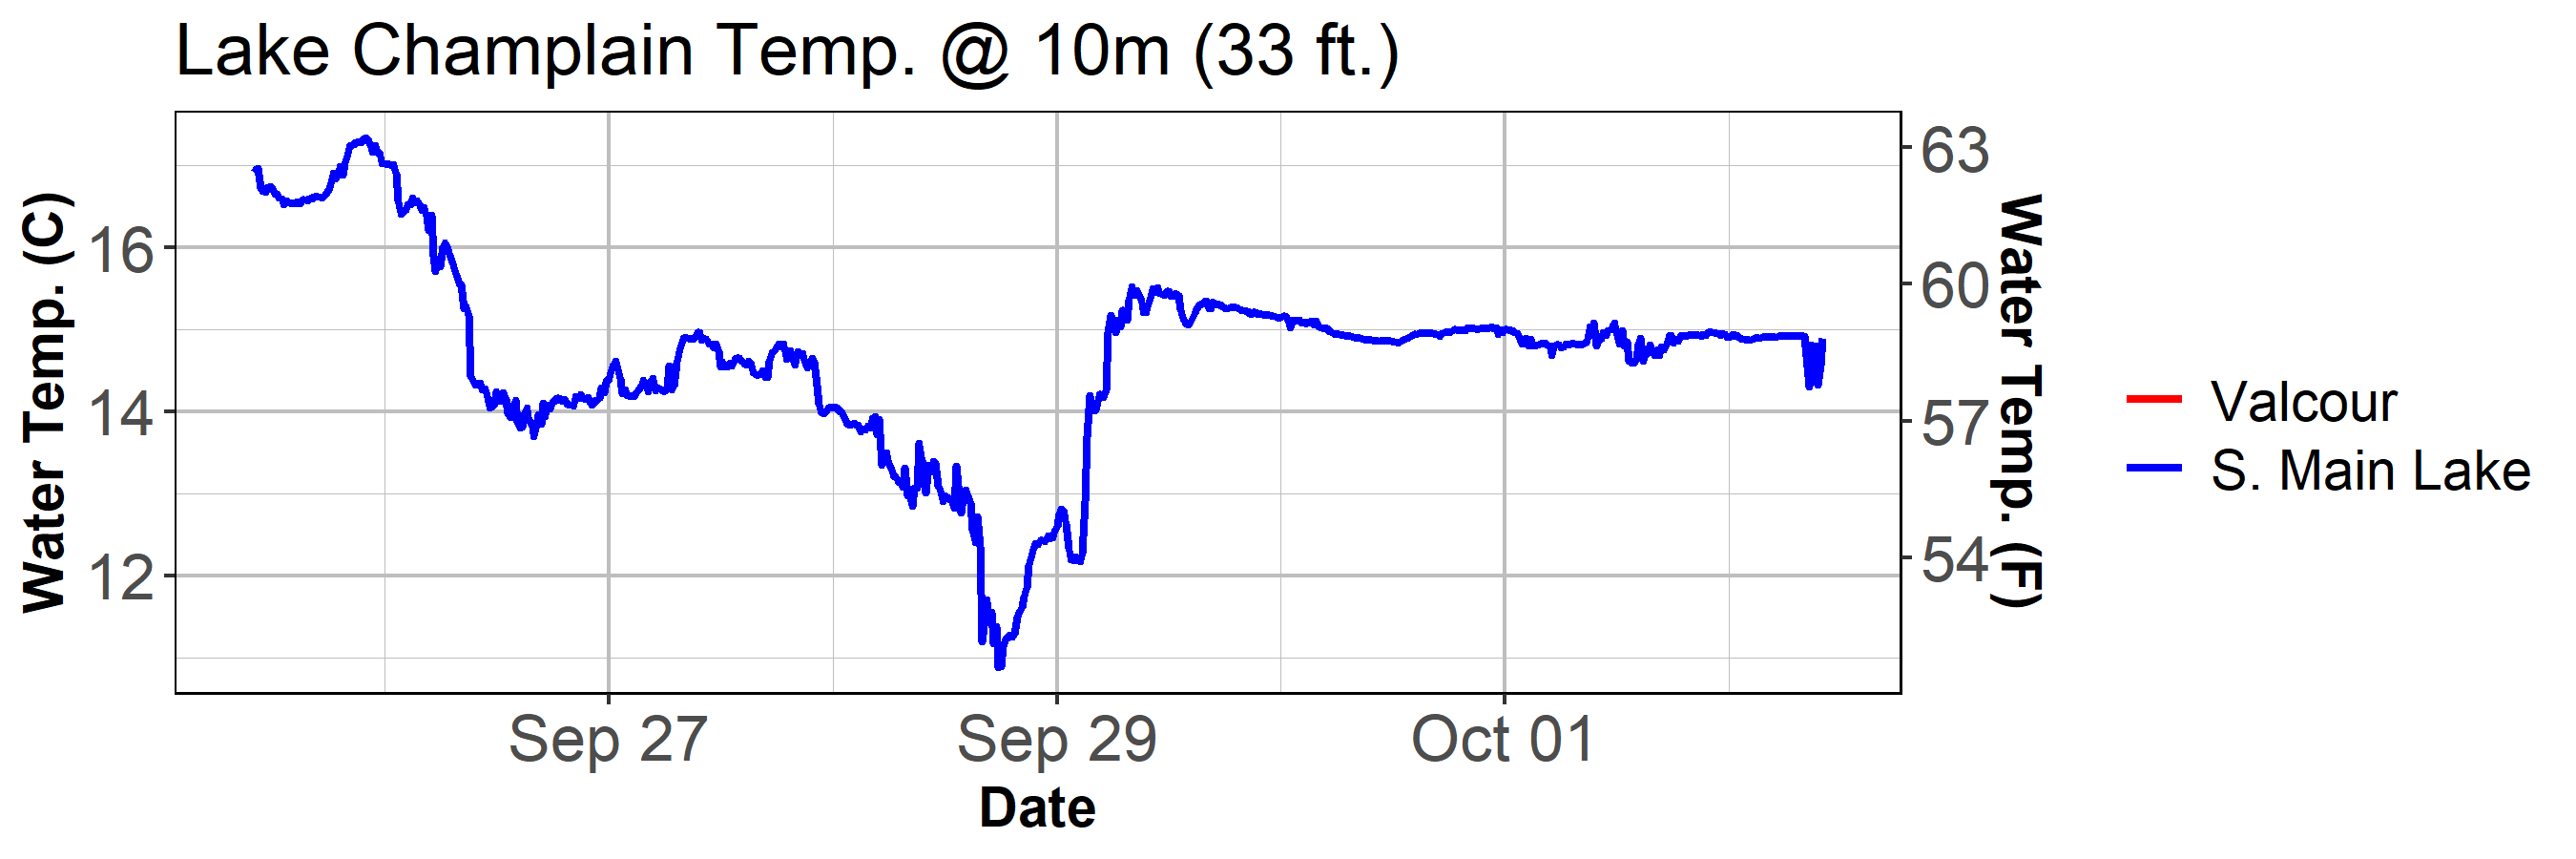 Lake Champlain Temp. @ 10m (33 ft.)
Water Temp. (C)
16
14
12
63
60
57
54
Water Temp. (F)
Sep 27
Sep 29
Oct 01
Date
Valcour
S. Main Lake